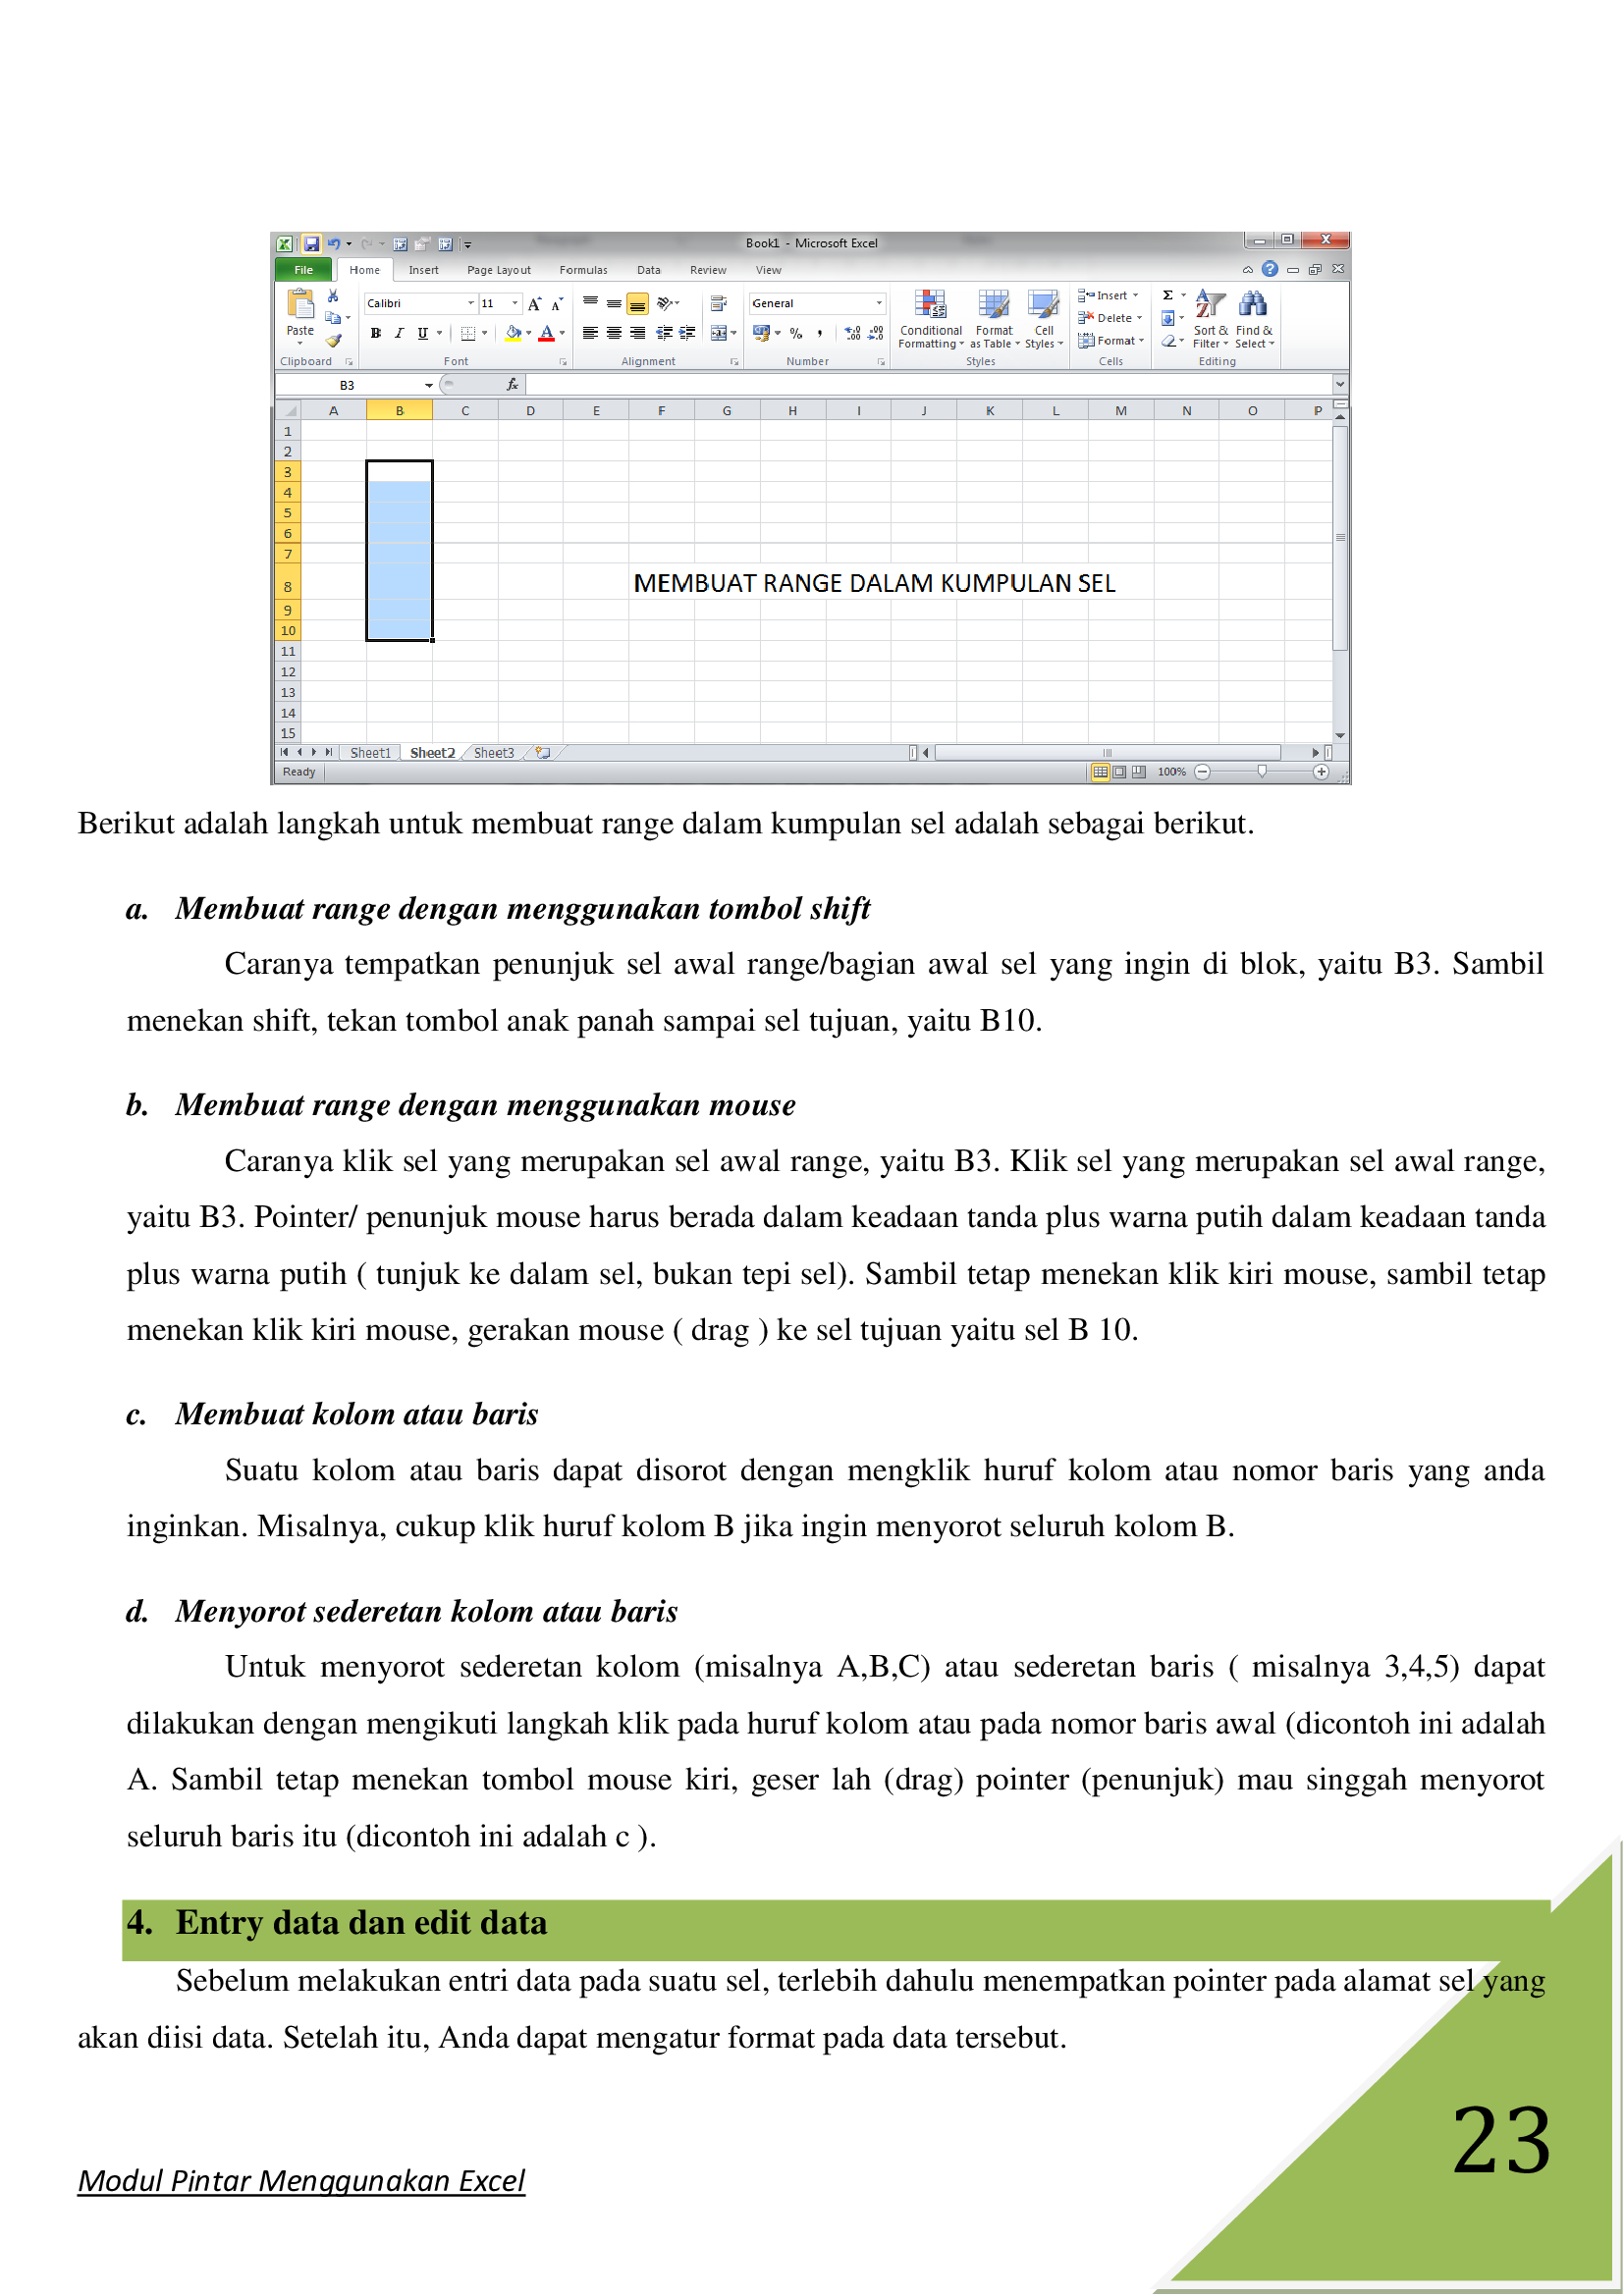 Book1 - Microsoft Excel
File Home Insert Page Layout Formulas Data Review View
Calibri 11 General Insert
Paste Conditional Format Cell Delete Sort & Find &
B I U % , Formatting as Table Styles Format Filter Select
Clipboard Font Alignment Number Styles Cells Editing
B3 fx
A B C D E F G H I J K L M N O P
1
2
3
4
5
6
7
8 MEMBUAT RANGE DALAM KUMPULAN SEL
9
10
11
12
13
14
15
Sheet1 Sheet2 Sheet3
Ready 100%
Berikut adalah langkah untuk membuat range dalam kumpulan sel adalah sebagai berikut.
a. Membuat range dengan menggunakan tombol shift
Caranya tempatkan penunjuk sel awal range/bagian awal sel yang ingin di blok, yaitu B3. Sambil
menekan shift, tekan tombol anak panah sampai sel tujuan, yaitu B10.
b. Membuat range dengan menggunakan mouse
Caranya klik sel yang merupakan sel awal range, yaitu B3. Klik sel yang merupakan sel awal range,
yaitu B3. Pointer/ penunjuk mouse harus berada dalam keadaan tanda plus warna putih dalam keadaan tanda
plus warna putih ( tunjuk ke dalam sel, bukan tepi sel). Sambil tetap menekan klik kiri mouse, sambil tetap
menekan klik kiri mouse, gerakan mouse ( drag ) ke sel tujuan yaitu sel B 10.
c. Membuat kolom atau baris
Suatu kolom atau baris dapat disorot dengan mengklik huruf kolom atau nomor baris yang anda
inginkan. Misalnya, cukup klik huruf kolom B jika ingin menyorot seluruh kolom B.
d. Menyorot sederetan kolom atau baris
Untuk menyorot sederetan kolom (misalnya A,B,C) atau sederetan baris ( misalnya 3,4,5) dapat
dilakukan dengan mengikuti langkah klik pada huruf kolom atau pada nomor baris awal (dicontoh ini adalah
A. Sambil tetap menekan tombol mouse kiri, geser lah (drag) pointer (penunjuk) mau singgah menyorot
seluruh baris itu (dicontoh ini adalah c ).
4. Entry data dan edit data
Sebelum melakukan entri data pada suatu sel, terlebih dahulu menempatkan pointer pada alamat sel yang
akan diisi data. Setelah itu, Anda dapat mengatur format pada data tersebut.
23
Modul Pintar Menggunakan Excel